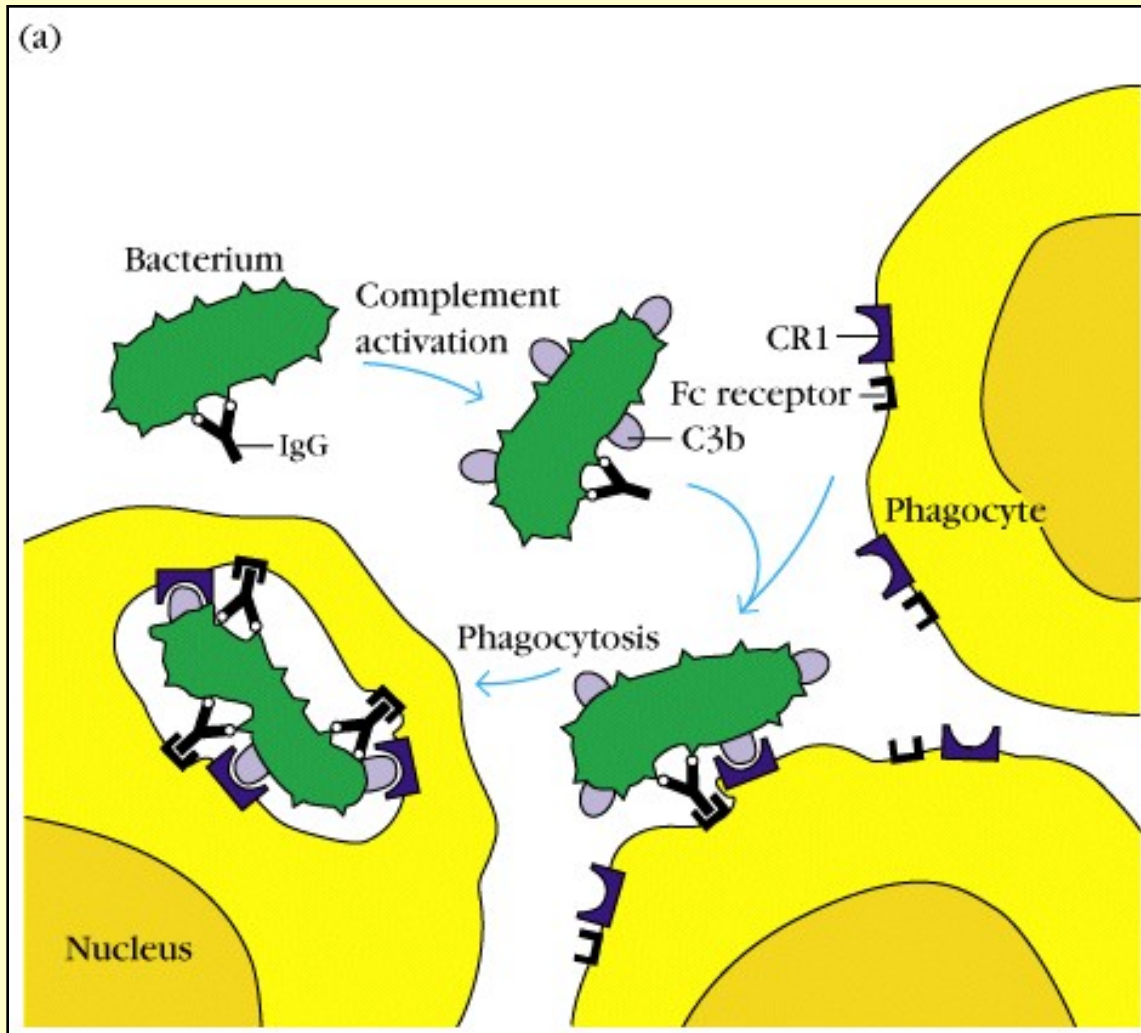 (a)
Bacterium
Complement
activation
CR1
Fc receptor
IgG
C3b
Phagocyte
Phagocytosis
Nucleus